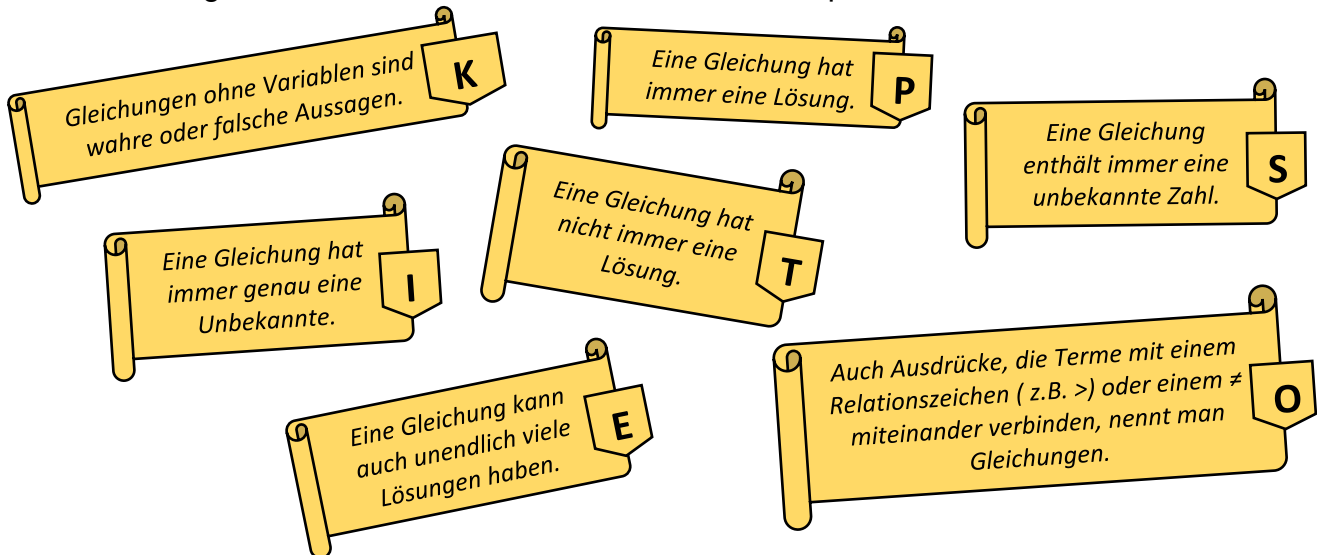 Gleichungen ohne Variablen sind
wahre oder falsche Aussagen.
K
Eine Gleichung hat
immer eine Lösung.
P
Eine Gleichung
enthält immer eine
unbekannte Zahl.
S
Eine Gleichung hat
immer genau eine
Unbekannte.
I
Eine Gleichung hat
nicht immer eine
Lösung.
T
Eine Gleichung kann
auch unendlich viele
Lösungen haben.
E
Auch Ausdrücke, die Terme mit einem
Relationszeichen ( z.B. >) oder einem ≠
miteinander verbinden, nennt man
Gleichungen.
O